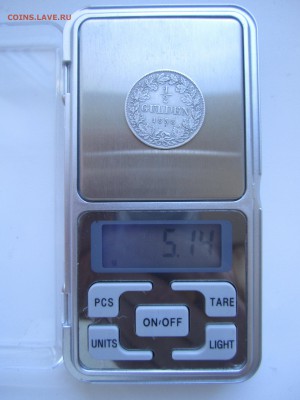 COINS.LAVE.RU
1/2
GULDEN
5.14
PCS
TARE
ON/OFF
UNITS
LIGHT